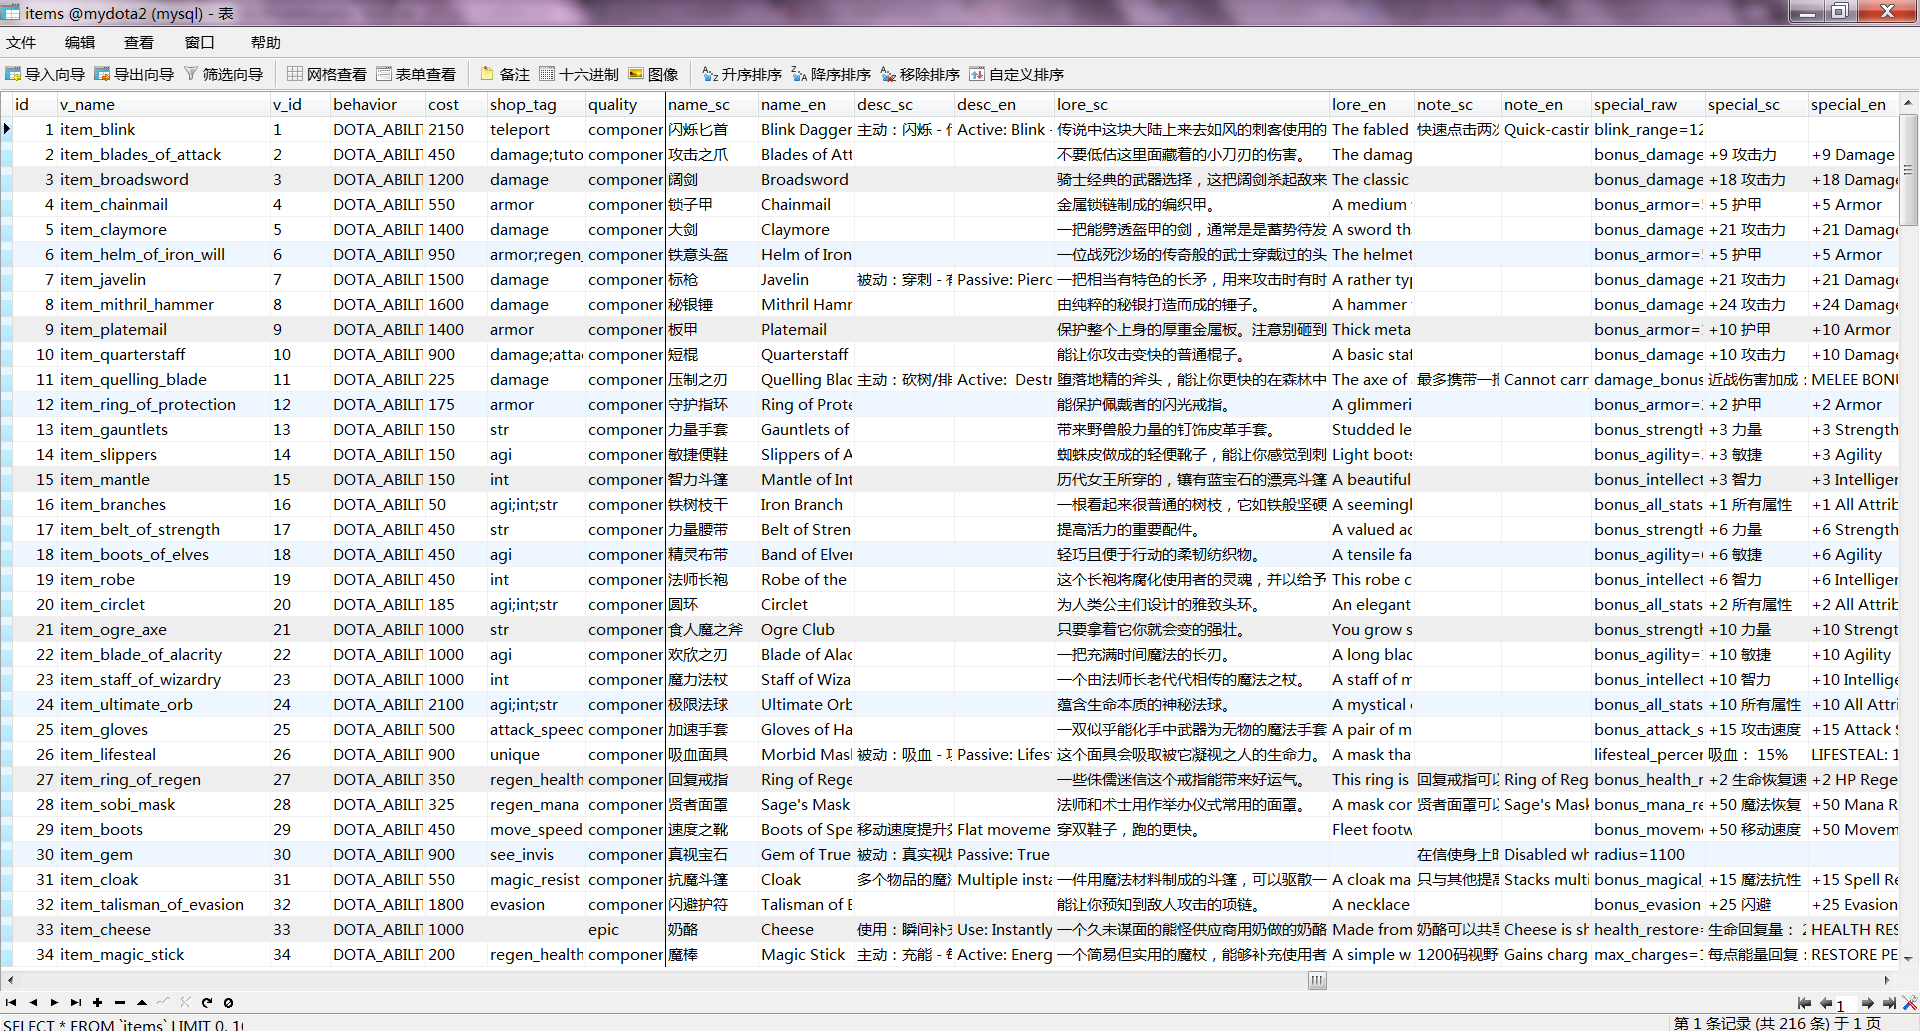 items @mydota2 (mysql) - 表
文件 编辑 查看 窗口 帮助
导入向导 导出向导 筛选向导 网格查看 表单查看 备注 十六进制 图像 升序排序 降序排序 移除排序 自定义排序
id v_name v_id behavior cost shop_tag quality name_sc name_en desc_sc desc_en lore_sc lore_en note_sc note_en special_raw special_sc special_en
1 item_blink 1 DOTA_ABILI 2150 teleport componer 闪烁匕首 Blink Dagger 主动：闪烁 - Active: Blink - 传说中这块大陆上来去如风的刺客使用的 The fabled 快速点击两次 Quick-castin blink_range=12
2 item_blades_of_attack 2 DOTA_ABILI 450 damage;tuto componer 攻击之爪 Blades of Att 不要低估这里面藏着的小刀刃的伤害。 The damag bonus_damage +9 攻击力 +9 Damage
3 item_broadsword 3 DOTA_ABILI 1200 damage componer 阔剑 Broadsword 骑士经典的武器选择，这把阔剑杀起敌来 The classic bonus_damage +18 攻击力 +18 Damage
4 item_chainmail 4 DOTA_ABILI 550 armor componer 锁子甲 Chainmail 金属锁链制成的编织甲。 A medium bonus_armor= +5 护甲 +5 Armor
5 item_claymore 5 DOTA_ABILI 1400 damage componer 大剑 Claymore 一把能劈透盔甲的剑，通常是是蓄势待发 A sword tha bonus_damage +21 攻击力 +21 Damage
6 item_helm_of_iron_will 6 DOTA_ABILI 950 armor;regen_ componer 铁意头盔 Helm of Iron 一位战死沙场的传奇般的武士穿戴过的头 The helmet bonus_armor= +5 护甲 +5 Armor
7 item_javelin 7 DOTA_ABILI 1500 damage componer 标枪 Javelin 被动：穿刺 - Passive: Pierc 一把相当有特色的长矛，用来攻击时有时 A rather typ bonus_damage +21 攻击力 +21 Damage
8 item_mithril_hammer 8 DOTA_ABILI 1600 damage componer 秘银锤 Mithril Hamr 由纯粹的秘银打造而成的锤子。 A hammer bonus_damage +24 攻击力 +24 Damage
9 item_platemail 9 DOTA_ABILI 1400 armor componer 板甲 Platemail 保护整个上身的厚重金属板。注意别砸到 Thick meta bonus_armor= +10 护甲 +10 Armor
10 item_quarterstaff 10 DOTA_ABILI 900 damage;atta componer 短棍 Quarterstaff 能让你攻击变快的普通棍子。 A basic staf bonus_damage +10 攻击力 +10 Damage
11 item_quelling_blade 11 DOTA_ABILI 225 damage componer 压制之刃 Quelling Blac 主动：砍树/排 Active: Destr 堕落地精的斧头，能让你更快的在森林中 The axe of 最多携带一把 Cannot carry damage_bonus 近战伤害加成： MELEE BONU
12 item_ring_of_protection 12 DOTA_ABILI 175 armor componer 守护指环 Ring of Prote 能保护佩戴者的闪光戒指。 A glimmeri bonus_armor= +2 护甲 +2 Armor
13 item_gauntlets 13 DOTA_ABILI 150 str componer 力量手套 Gauntlets of 带来野兽般力量的钉饰皮革手套。 Studded le bonus_strength +3 力量 +3 Strength
14 item_slippers 14 DOTA_ABILI 150 agi componer 敏捷便鞋 Slippers of A 蜘蛛皮做成的轻便靴子，能让你感觉到刺 Light boots bonus_agility= +3 敏捷 +3 Agility
15 item_mantle 15 DOTA_ABILI 150 int componer 智力斗篷 Mantle of Int 历代女王所穿的，镶有蓝宝石的漂亮斗篷 A beautiful bonus_intellect +3 智力 +3 Intelliger
16 item_branches 16 DOTA_ABILI 50 agi;int;str componer 铁树枝干 Iron Branch 一根看起来很普通的树枝，它如铁般坚硬 A seemingl bonus_all_stats +1 所有属性 +1 All Attrib
17 item_belt_of_strength 17 DOTA_ABILI 450 str componer 力量腰带 Belt of Stren 提高活力的重要配件。 A valued ac bonus_strength +6 力量 +6 Strength
18 item_boots_of_elves 18 DOTA_ABILI 450 agi componer 精灵布带 Band of Elver 轻巧且便于行动的柔韧纺织物。 A tensile fa bonus_agility= +6 敏捷 +6 Agility
19 item_robe 19 DOTA_ABILI 450 int componer 法师长袍 Robe of the 这个长袍将腐化使用者的灵魂，并以给予 This robe c bonus_intellect +6 智力 +6 Intelliger
20 item_circlet 20 DOTA_ABILI 185 agi;int;str componer 圆环 Circlet 为人类公主们设计的雅致头环。 An elegant bonus_all_stats +2 所有属性 +2 All Attrib
21 item_ogre_axe 21 DOTA_ABILI 1000 str componer 食人魔之斧 Ogre Club 只要拿着它你就会变的强壮。 You grow s bonus_strength +10 力量 +10 Strengt
22 item_blade_of_alacrity 22 DOTA_ABILI 1000 agi componer 欢欣之刃 Blade of Alac 一把充满时间魔法的长刃。 A long blac bonus_agility= +10 敏捷 +10 Agility
23 item_staff_of_wizardry 23 DOTA_ABILI 1000 int componer 魔力法杖 Staff of Wiza 一个由法师长老代代相传的魔法之杖。 A staff of m bonus_intellect +10 智力 +10 Intellige
24 item_ultimate_orb 24 DOTA_ABILI 2100 agi;int;str componer 极限法球 Ultimate Orb 蕴含生命本质的神秘法球。 A mystical bonus_all_stats +10 所有属性 +10 All Attri
25 item_gloves 25 DOTA_ABILI 500 attack_speed componer 加速手套 Gloves of Ha 一双似乎能化手中武器为无物的魔法手套 A pair of m bonus_attack_s +15 攻击速度 +15 Attack S
26 item_lifesteal 26 DOTA_ABILI 900 unique componer 吸血面具 Morbid Mask 被动：吸血 - Passive: Lifes 这个面具会吸取被它凝视之人的生命力。 A mask tha lifesteal_percer 吸血： 15% LIFESTEAL: 1
27 item_ring_of_regen 27 DOTA_ABILI 350 regen_health componer 回复戒指 Ring of Rege 一些侏儒迷信这个戒指能带来好运气。 This ring is 回复戒指可以 Ring of Reg bonus_health_r +2 生命恢复速 +2 HP Rege
28 item_sobi_mask 28 DOTA_ABILI 325 regen_mana componer 贤者面罩 Sage's Mask 法师和术士用作举办仪式常用的面罩。 A mask cor 贤者面罩可以 Sage's Mask bonus_mana_re +50 魔法恢复 +50 Mana R
29 item_boots 29 DOTA_ABILI 450 move_speed componer 速度之靴 Boots of Spe 移动速度提升 Flat moveme 穿双鞋子，跑的更快。 Fleet footw bonus_movem +50 移动速度 +50 Movem
30 item_gem 30 DOTA_ABILI 900 see_invis componer 真视宝石 Gem of True 被动：真实视域 Passive: True 在信使身上时 Disabled wh radius=1100
31 item_cloak 31 DOTA_ABILI 550 magic_resist componer 抗魔斗篷 Cloak 多个物品的魔法 Multiple insta 一件用魔法材料制成的斗篷，可以驱散一 A cloak ma 只与其他提高 Stacks multi bonus_magical_ +15 魔法抗性 +15 Spell Re
32 item_talisman_of_evasion 32 DOTA_ABILI 1800 evasion componer 闪避护符 Talisman of E 能让你预知到敌人攻击的项链。 A necklace bonus_evasion +25 闪避 +25 Evasion
33 item_cheese 33 DOTA_ABILI 1000 epic 奶酪 Cheese 使用：瞬间补充 Use: Instantly 一个久未谋面的熊怪供应商用奶做的奶酪 Made from 奶酪可以共享 Cheese is sh health_restore= 生命回复量： HEALTH RES
34 item_magic_stick 34 DOTA_ABILI 200 regen_health componer 魔棒 Magic Stick 主动：充能 - Active: Energ 一个简易但实用的魔杖，能够补充使用者 A simple w 1200码视野 Gains charg max_charges=1 每点能量回复： RESTORE PE
1
SELECT * FROM `items` LIMIT 0, 1(
第 1 条记录 (共 216 条) 于 1 页